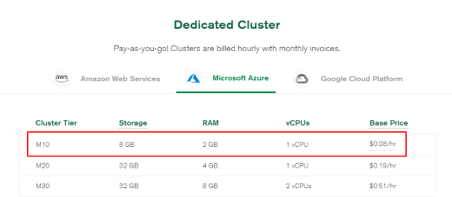 Dedicated Cluster
Pay-as-you-go! Clusters are billed hourly with monthly invoices.
aws Amazon Web Services Microsoft Azure Google Cloud Platform
Cluster Tier Storage RAM vCPUs Base Price
M10 8 GB 2 GB 1 vCPU $0.08/hr
M20 32 GB 4 GB 1 vCPU $0.19/hr
M30 32 GB 8 GB 2 vCPUs $0.51/hr